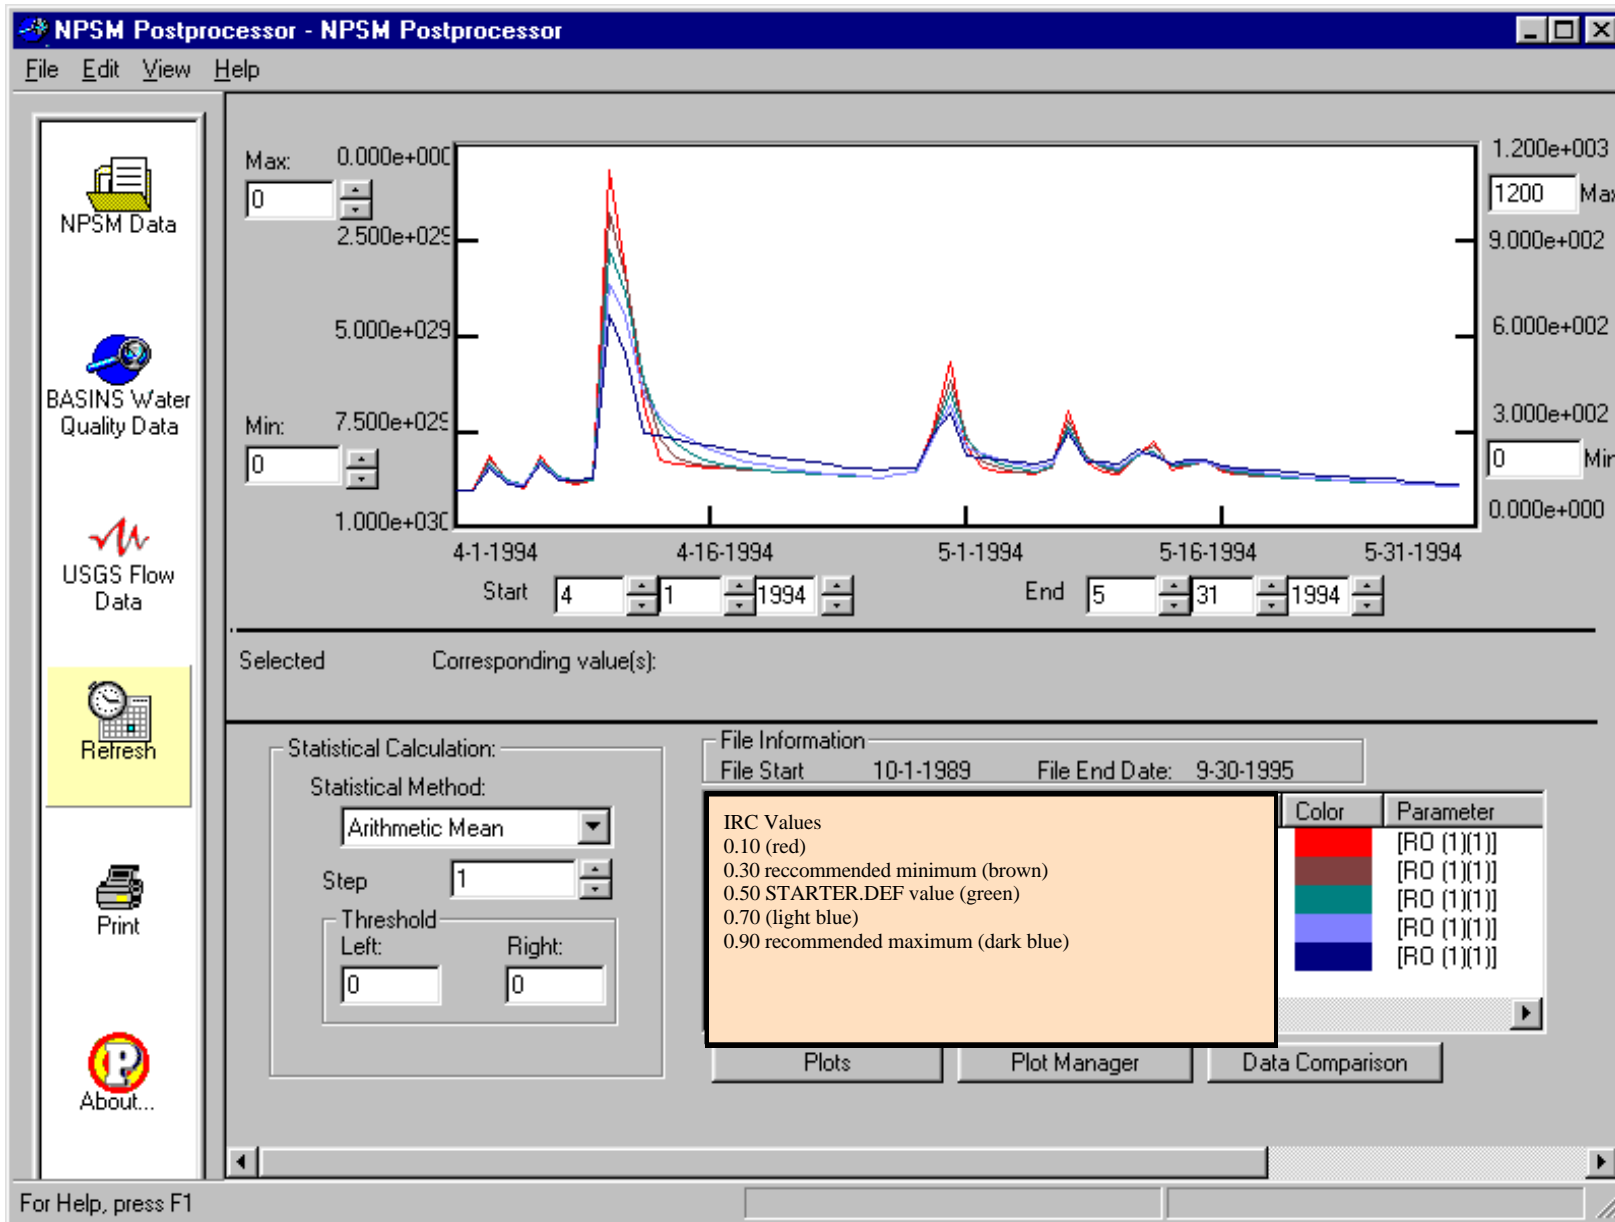 NPSM Postprocessor - NPSM Postprocessor
File Edit View Help
NPSM Data
BASINS Water
Quality Data
USGS Flow
Data
Refresh
Print
About...
Max:
0
0.000e+000
2.500e+029
5.000e+029
Min:
0
7.500e+029
1.000e+030
1.200e+003
1200 Max
9.000e+002
6.000e+002
3.000e+002
0 Min
0.000e+000
4-1-1994 4-16-1994 5-1-1994 5-16-1994 5-31-1994
Start 4 1 1994 End 5 31 1994
Selected Corresponding value(s):
Statistical Calculation:
Statistical Method:
Arithmetic Mean
Step 1
Threshold
Left: Right:
0 0
File Information
File Start 10-1-1989 File End Date: 9-30-1995
IRC Values
0.10 (red)
0.30 reccommended minimum (brown)
0.50 STARTER.DEF value (green)
0.70 (light blue)
0.90 recommended maximum (dark blue)
Color Parameter
[RO (1)(1)]
[RO (1)(1)]
[RO (1)(1)]
[RO (1)(1)]
[RO (1)(1)]
Plots Plot Manager Data Comparison
For Help, press F1